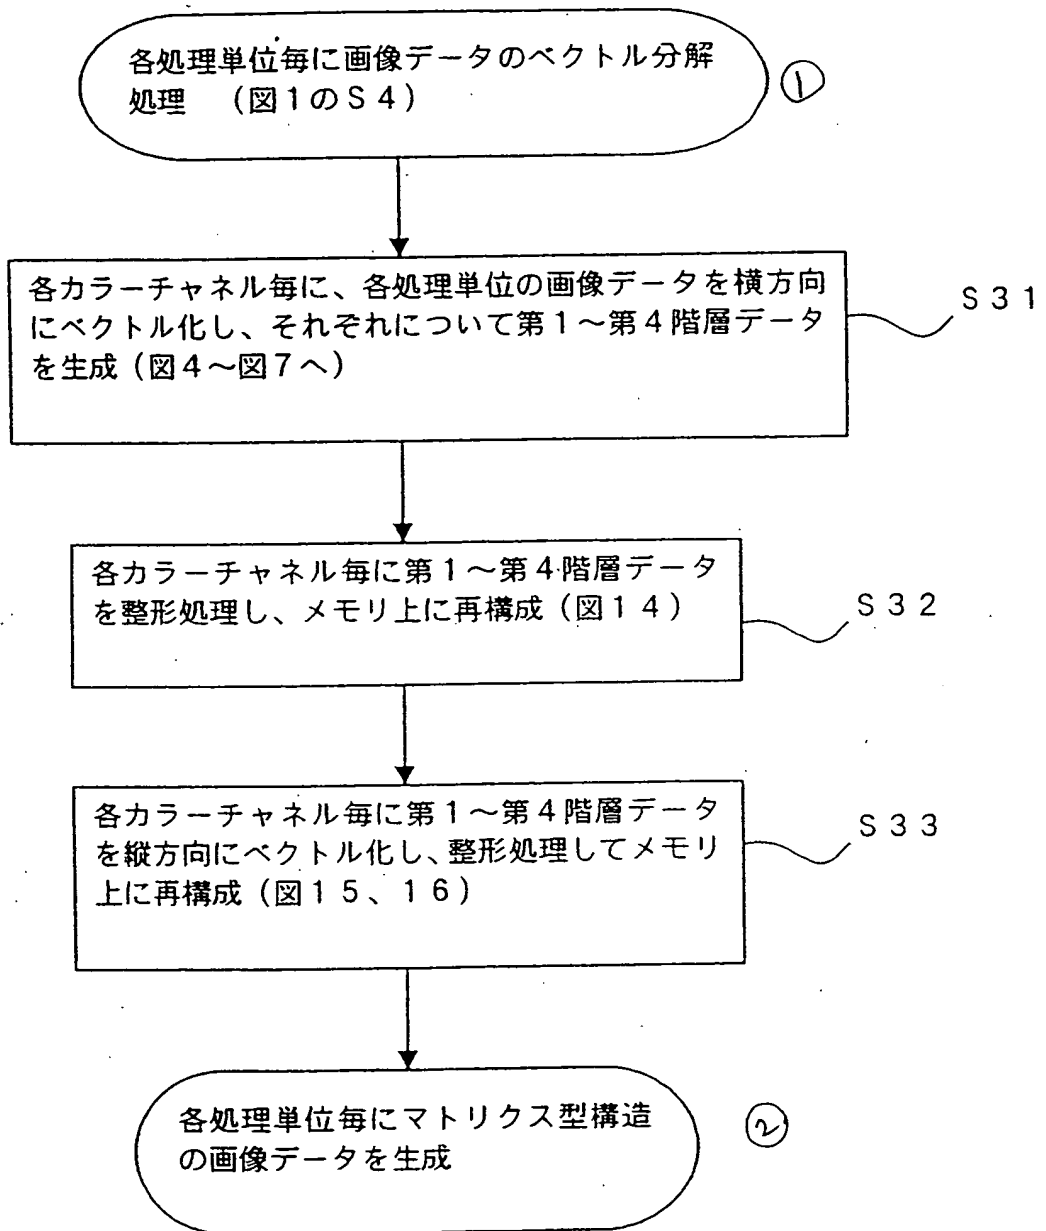 各処理単位毎に画像データのベクトル分解
処理 (図1のS4)
①
各カラーチャネル毎に、各処理単位の画像データを横方向
にベクトル化し、それぞれについて第1～第4階層データ
を生成(図4～図7へ)
S31
各カラーチャネル毎に第1～第4階層データ
を整形処理し、メモリ上に再構成(図14)
S32
各カラーチャネル毎に第1～第4階層データ
を縦方向にベクトル化し、整形処理してメモリ
上に再構成(図15、16)
S33
各処理単位毎にマトリクス型構造
の画像データを生成
②